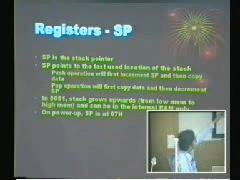 Registers - SP
SP is the stack pointer
SP points to the last used location of the stack
Push operation will first increment SP and then copy
data
Pop operation will first copy data and then decrement
SP
In 8051, stack grows upwards (from low mem to
high mem) and can be in the internal RAM only
On power-up, SP is at 07H